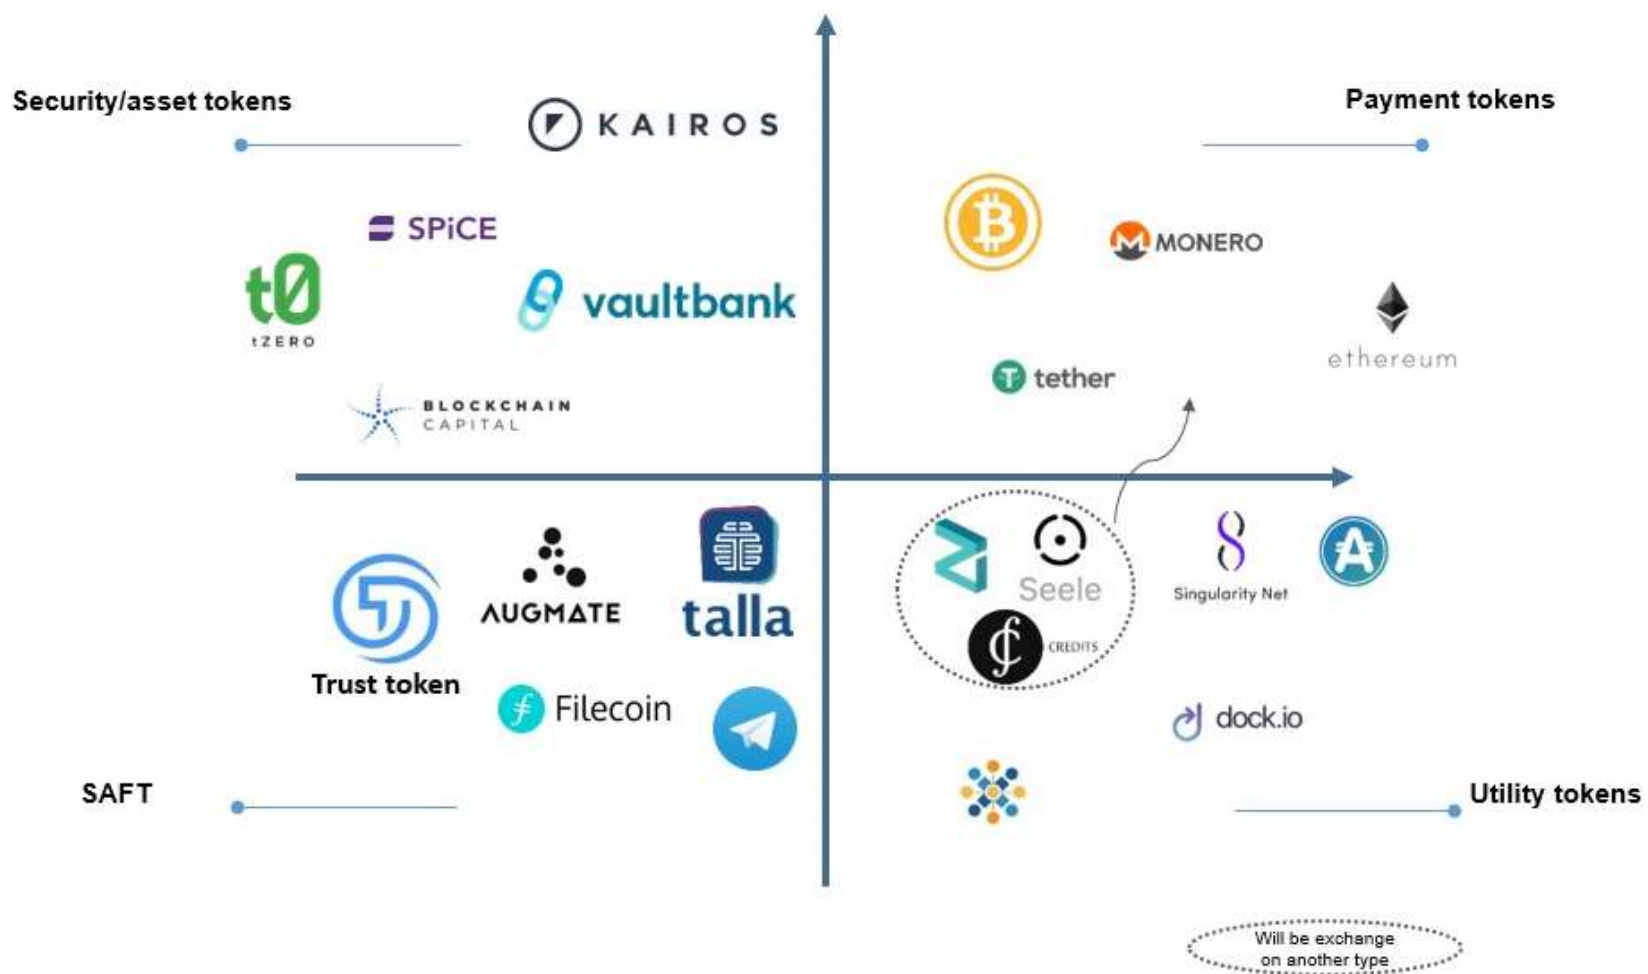 Security/asset tokens
Payment tokens
KAIROS
SPiCE
MONERO
t0
tZERO
vaultbank
ethereum
tether
BLOCKCHAIN
CAPITAL
Seele
Singularity Net
AUGMATE
talla
CREDITS
Trust token
Filecoin
dock.io
SAFT
Utility tokens
Will be exchange
on another type